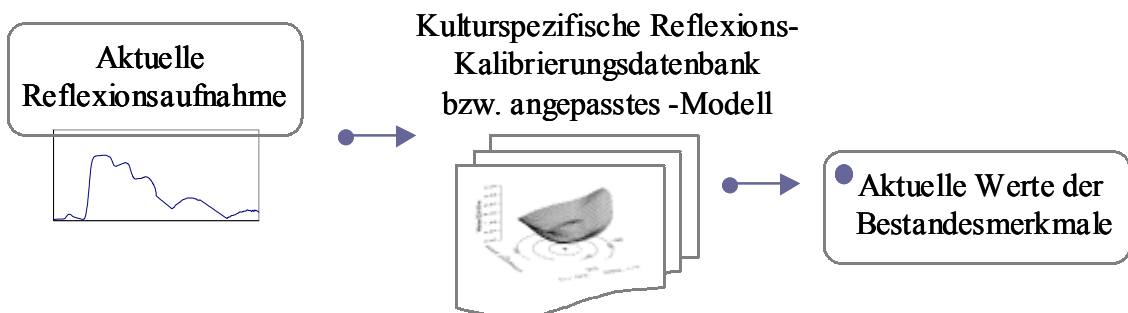 Aktuelle
Reflexionsaufnahme
Kulturspezifische Reflexions-
Kalibrierungsdatenbank
bzw. angepasstes -Modell
Aktuelle Werte der
Bestandesmerkmale